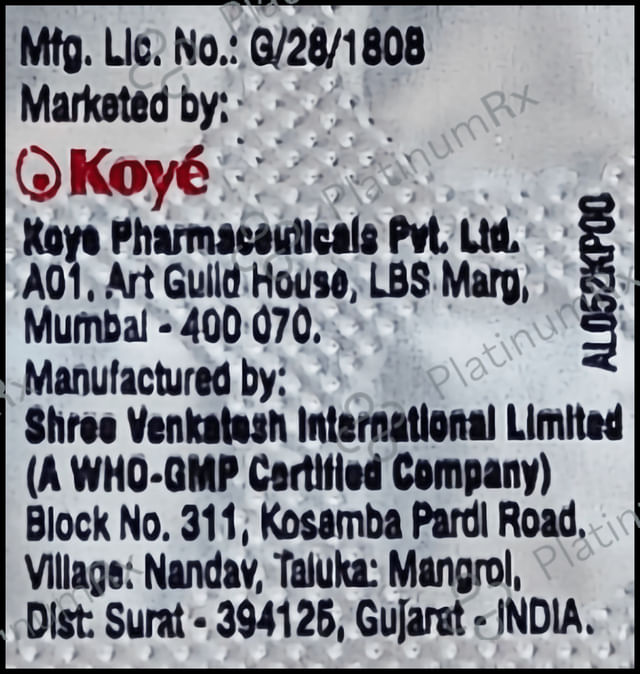 Mfg. Lic. No.: G/28/1808
Marketed by:
Koyé
Koye Pharmaceuticals Pvt. Ltd.
A01, Art Guild House, LBS Marg,
Mumbai - 400 070.
Manufactured by:
Shree Venkatesh International Limited
(A WHO-GMP Certified Company)
Block No. 311, Kosamba Pardi Road,
Village: Nandav, Taluka: Mangrol,
Dist: Surat - 394125, Gujarat - INDIA.
AL052KP00
PlatinumRx